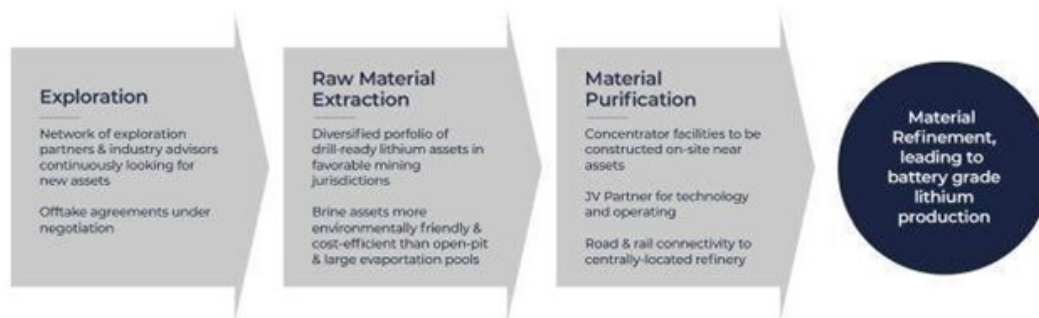 Exploration
Network of exploration
partners & industry advisors
continuously looking for
new assets
Offtake agreements under
negotiation
Raw Material
Extraction
Diversified porfolio of
drill-ready lithium assets in
favorable mining
jurisdictions
Brine assets more
environmentally friendly &
cost-efficient than open-pit
& large evaportation pools
Material
Purification
Concentrator facilities to be
constructed on-site near
assets
JV Partner for technology
and operating
Road & rail connectivity to
centrally-located refinery
Material
Refinement,
leading to
battery grade
lithium
production